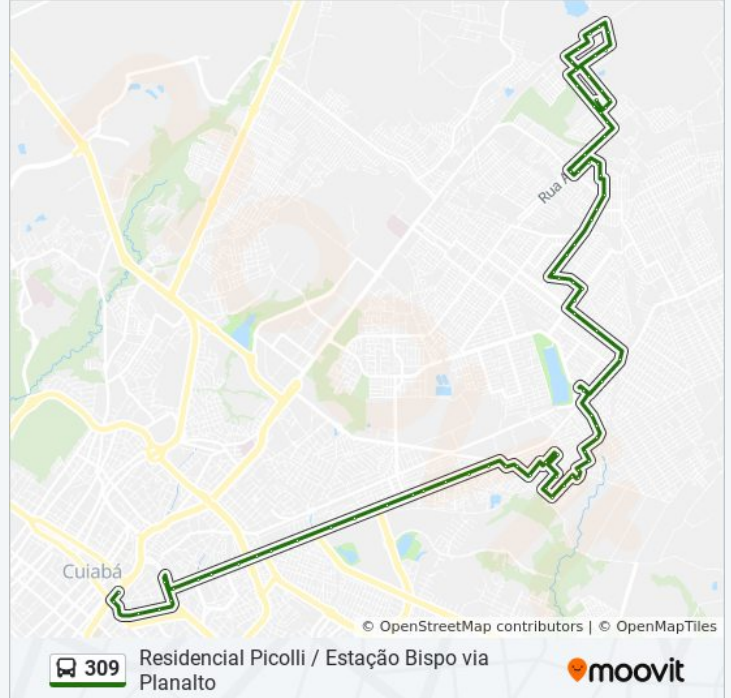 Rua A
Cuiabá
© OpenStreetMap contributors | © OpenMapTiles
309
Residencial Picolli / Estação Bispo via
Planalto
moovit